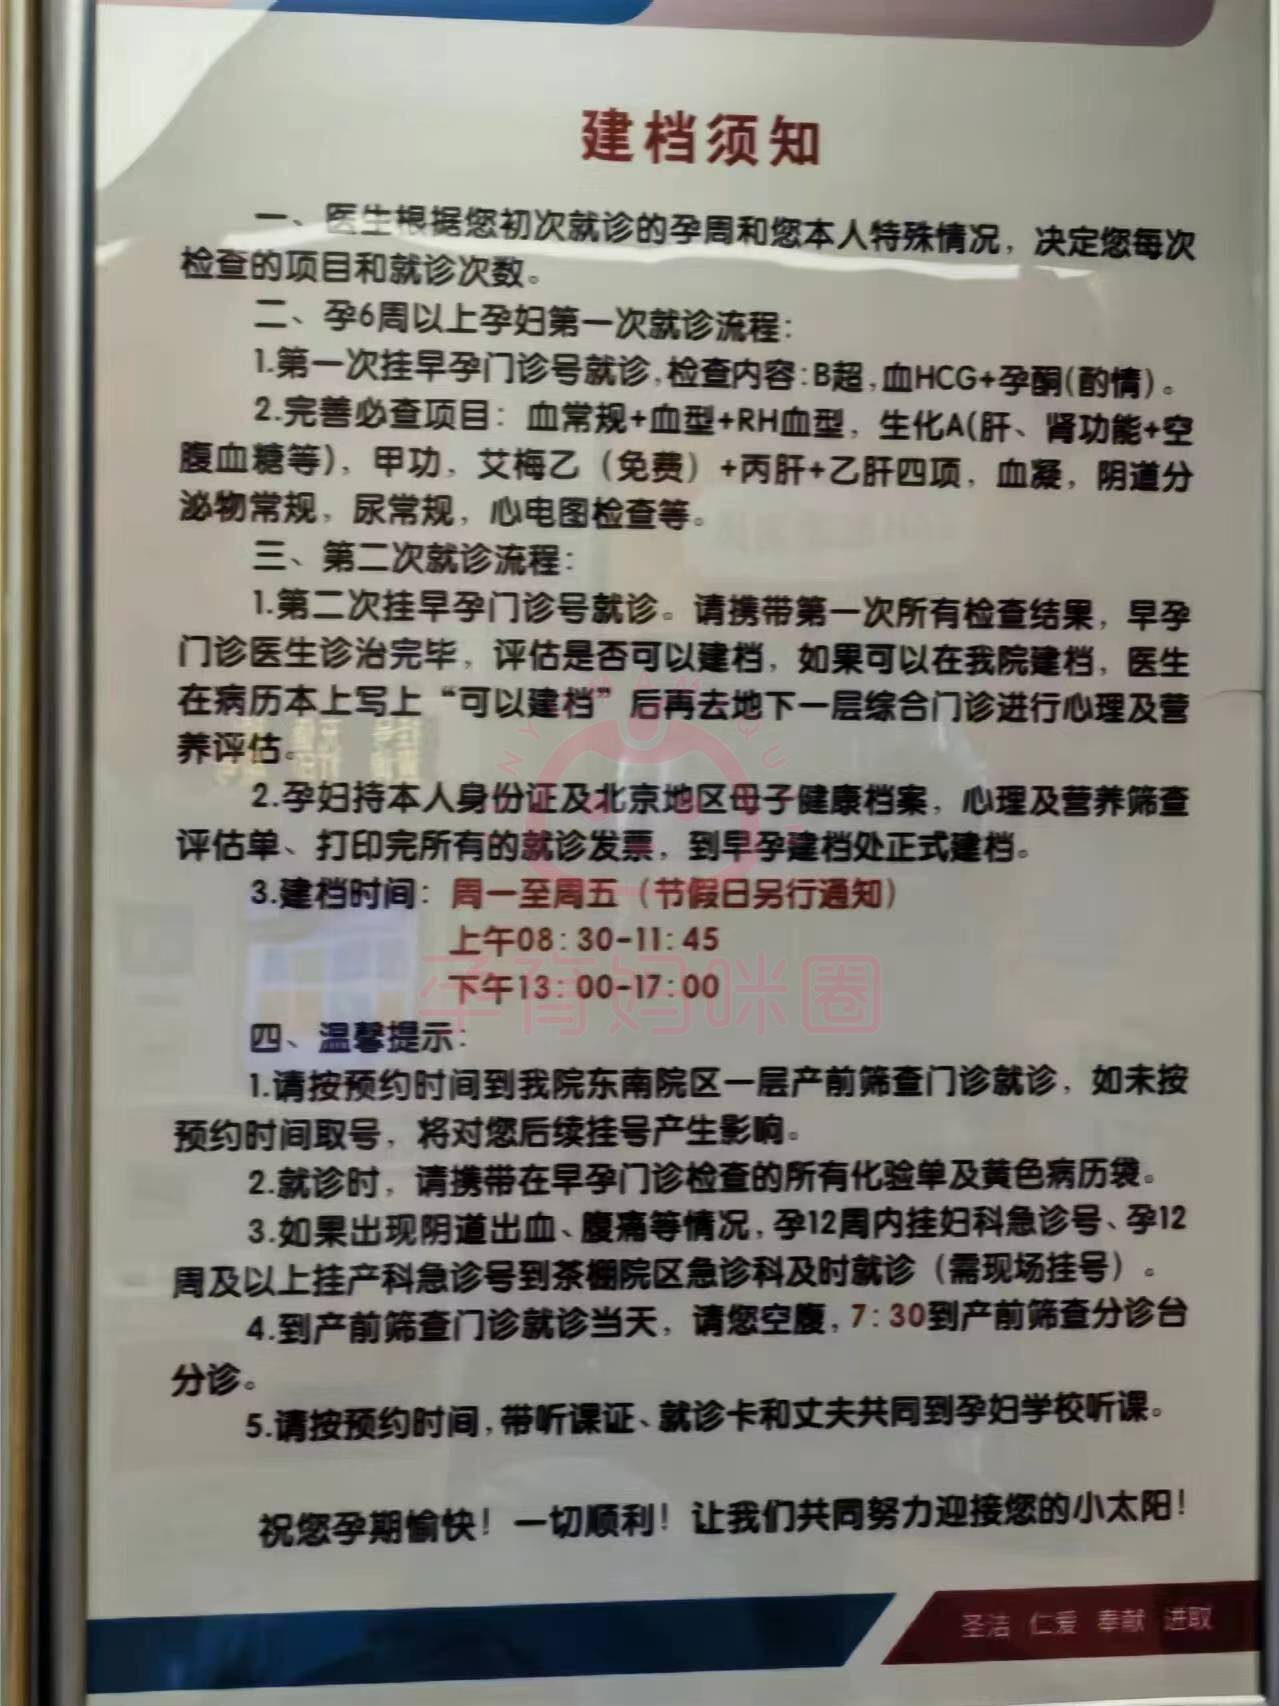 建档须知
一、医生根据您初次就诊的孕周和您本人特殊情况，决定您每次
检查的项目和就诊次数。
二、孕6周以上孕妇第一次就诊流程：
1.第一次挂早孕门诊号就诊,检查内容:B超,血HCG+孕酮(酌情)。
2.完善必查项目：血常规+血型+RH血型，生化A(肝、肾功能+空
腹血糖等)，甲功，艾梅乙（免费）+丙肝+乙肝四项，血凝，阴道分
泌物常规，尿常规，心电图检查等。
三、第二次就诊流程：
1.第二次挂早孕门诊号就诊。请携带第一次所有检查结果，早孕
门诊医生诊治完毕，评估是否可以建档，如果可以在我院建档，医生
在病历本上写上“可以建档”后再去地下一层综合门诊进行心理及营
养评估。
2.孕妇持本人身份证及北京地区母子健康档案，心理及营养筛查
评估单、打印完所有的就诊发票，到早孕建档处正式建档。
3.建档时间：周一至周五（节假日另行通知）
上午08：30-11：45
下午13：00-17：00
孕育妈咪圈
四、温馨提示：
1.请按预约时间到我院东南院区一层产前筛查门诊就诊，如未按
预约时间取号，将对您后续挂号产生影响。
2.就诊时，请携带在早孕门诊检查的所有化验单及黄色病历袋。
3.如果出现阴道出血、腹痛等情况,孕12周内挂妇科急诊号、孕12
周及以上挂产科急诊号到茶棚院区急诊科及时就诊（需现场挂号）。
4.到产前筛查门诊就诊当天，请您空腹,7：30到产前筛查分诊台
分诊。
5.请按预约时间,带听课证、就诊卡和丈夫共同到孕妇学校听课。
祝您孕期愉快！一切顺利！让我们共同努力迎接您的小太阳！
圣洁 仁爱 奉献 进取